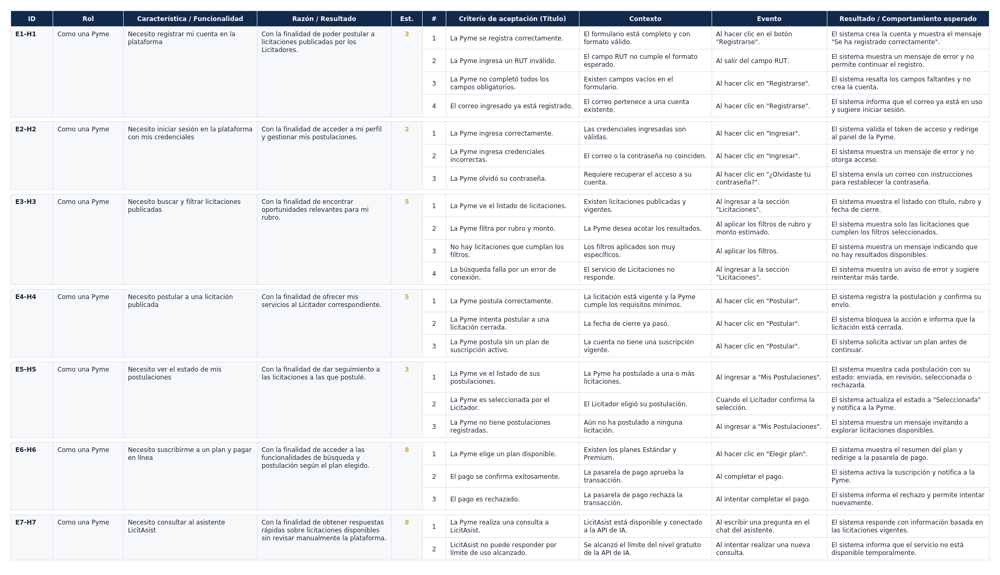 ID Rol Característica / Funcionalidad Razón / Resultado Est. # Criterio de aceptación (Título) Contexto Evento Resultado / Comportamiento esperado
E1-H1
Como una Pyme
Necesito registrar mi cuenta en la
plataforma
Con la finalidad de poder postular a
licitaciones publicadas por los
Licitadores.
3
1
La Pyme se registra correctamente.
El formulario está completo y con
formato válido.
Al hacer clic en el botón
"Registrarse".
El sistema crea la cuenta y muestra el mensaje
"Se ha registrado correctamente".
2
La Pyme ingresa un RUT inválido.
El campo RUT no cumple el formato
esperado.
Al salir del campo RUT.
El sistema muestra un mensaje de error y no
permite continuar el registro.
3
La Pyme no completó todos los
campos obligatorios.
Existen campos vacíos en el
formulario.
Al hacer clic en "Registrarse".
El sistema resalta los campos faltantes y no
crea la cuenta.
4
El correo ingresado ya está registrado.
El correo pertenece a una cuenta
existente.
Al hacer clic en "Registrarse".
El sistema informa que el correo ya está en uso
y sugiere iniciar sesión.
E2-H2
Como una Pyme
Necesito iniciar sesión en la plataforma
con mis credenciales
Con la finalidad de acceder a mi perfil
y gestionar mis postulaciones.
2
1
La Pyme ingresa correctamente.
Las credenciales ingresadas son
válidas.
Al hacer clic en "Ingresar".
El sistema valida el token de acceso y redirige
al panel de la Pyme.
2
La Pyme ingresa credenciales
incorrectas.
El correo o la contraseña no coinciden.
Al hacer clic en "Ingresar".
El sistema muestra un mensaje de error y no
otorga acceso.
3
La Pyme olvidó su contraseña.
Requiere recuperar el acceso a su
cuenta.
Al hacer clic en "¿Olvidaste tu
contraseña?".
El sistema envía un correo con instrucciones
para restablecer la contraseña.
E3-H3
Como una Pyme
Necesito buscar y filtrar licitaciones
publicadas
Con la finalidad de encontrar
oportunidades relevantes para mi
rubro.
5
1
La Pyme ve el listado de licitaciones.
Existen licitaciones publicadas y
vigentes.
Al ingresar a la sección
"Licitaciones".
El sistema muestra el listado con título, rubro y
fecha de cierre.
2
La Pyme filtra por rubro y monto.
La Pyme desea acotar los resultados.
Al aplicar los filtros de rubro y
monto estimado.
El sistema muestra solo las licitaciones que
cumplen los filtros seleccionados.
3
No hay licitaciones que cumplan los
filtros.
Los filtros aplicados son muy
específicos.
Al aplicar los filtros.
El sistema muestra un mensaje indicando que
no hay resultados disponibles.
4
La búsqueda falla por un error de
conexión.
El servicio de Licitaciones no
responde.
Al ingresar a la sección
"Licitaciones".
El sistema muestra un aviso de error y sugiere
reintentar más tarde.
E4-H4
Como una Pyme
Necesito postular a una licitación
publicada
Con la finalidad de ofrecer mis
servicios al Licitador correspondiente.
5
1
La Pyme postula correctamente.
La licitación está vigente y la Pyme
cumple los requisitos mínimos.
Al hacer clic en "Postular".
El sistema registra la postulación y confirma su
envío.
2
La Pyme intenta postular a una
licitación cerrada.
La fecha de cierre ya pasó.
Al hacer clic en "Postular".
El sistema bloquea la acción e informa que la
licitación está cerrada.
3
La Pyme postula sin un plan de
suscripción activo.
La cuenta no tiene una suscripción
vigente.
Al hacer clic en "Postular".
El sistema solicita activar un plan antes de
continuar.
E5-H5
Como una Pyme
Necesito ver el estado de mis
postulaciones
Con la finalidad de dar seguimiento a
las licitaciones a las que postulé.
3
1
La Pyme ve el listado de sus
postulaciones.
La Pyme ha postulado a una o más
licitaciones.
Al ingresar a "Mis Postulaciones".
El sistema muestra cada postulación con su
estado: enviada, en revisión, seleccionada o
rechazada.
2
La Pyme es seleccionada por el
Licitador.
El Licitador eligió su postulación.
Cuando el Licitador confirma la
selección.
El sistema actualiza el estado a "Seleccionada"
y notifica a la Pyme.
3
La Pyme no tiene postulaciones
registradas.
Aún no ha postulado a ninguna
licitación.
Al ingresar a "Mis Postulaciones".
El sistema muestra un mensaje invitando a
explorar licitaciones disponibles.
E6-H6
Como una Pyme
Necesito suscribirme a un plan y pagar
en línea
Con la finalidad de acceder a las
funcionalidades de búsqueda y
postulación según el plan elegido.
8
1
La Pyme elige un plan disponible.
Existen los planes Estándar y
Premium.
Al hacer clic en "Elegir plan".
El sistema muestra el resumen del plan y
redirige a la pasarela de pago.
2
El pago se confirma exitosamente.
La pasarela de pago aprueba la
transacción.
Al completar el pago.
El sistema activa la suscripción y notifica a la
Pyme.
3
El pago es rechazado.
La pasarela de pago rechaza la
transacción.
Al intentar completar el pago.
El sistema informa el rechazo y permite intentar
nuevamente.
E7-H7
Como una Pyme
Necesito consultar al asistente
LicitAsist
Con la finalidad de obtener respuestas
rápidas sobre licitaciones disponibles
sin revisar manualmente la plataforma.
8
1
La Pyme realiza una consulta a
LicitAsist.
LicitAsist está disponible y conectado
a la API de IA.
Al escribir una pregunta en el
chat del asistente.
El sistema responde con información basada en
las licitaciones vigentes.
2
LicitAsist no puede responder por
límite de uso alcanzado.
Se alcanzó el límite del nivel gratuito
de la API de IA.
Al intentar realizar una nueva
consulta.
El sistema informa que el servicio no está
disponible temporalmente.